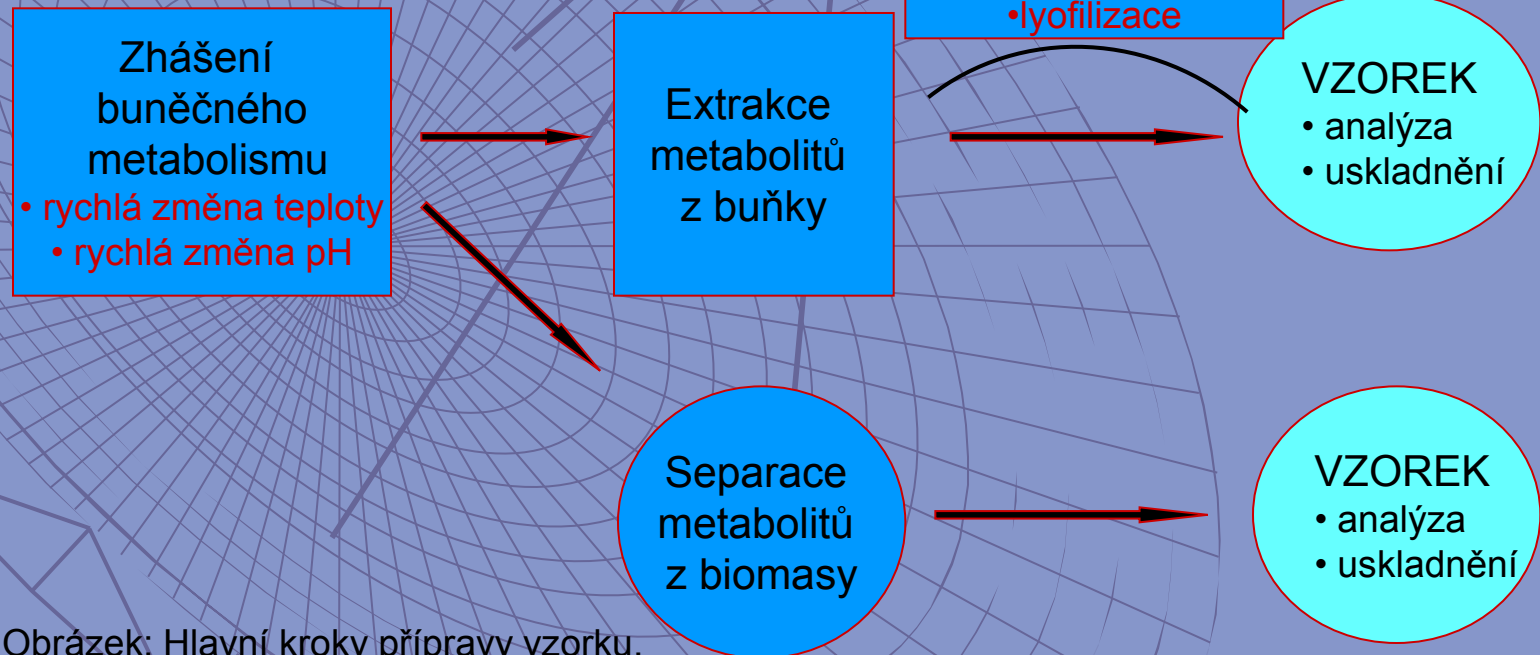 •lyofilizace
Zhášení
buněčného
metabolismu
• rychlá změna teploty
• rychlá změna pH
Extrakce
metabolitů
z buňky
VZOREK
• analýza
• uskladnění
Separace
metabolitů
z biomasy
VZOREK
• analýza
• uskladnění
Obrázek: Hlavní kroky přípravy vzorku.